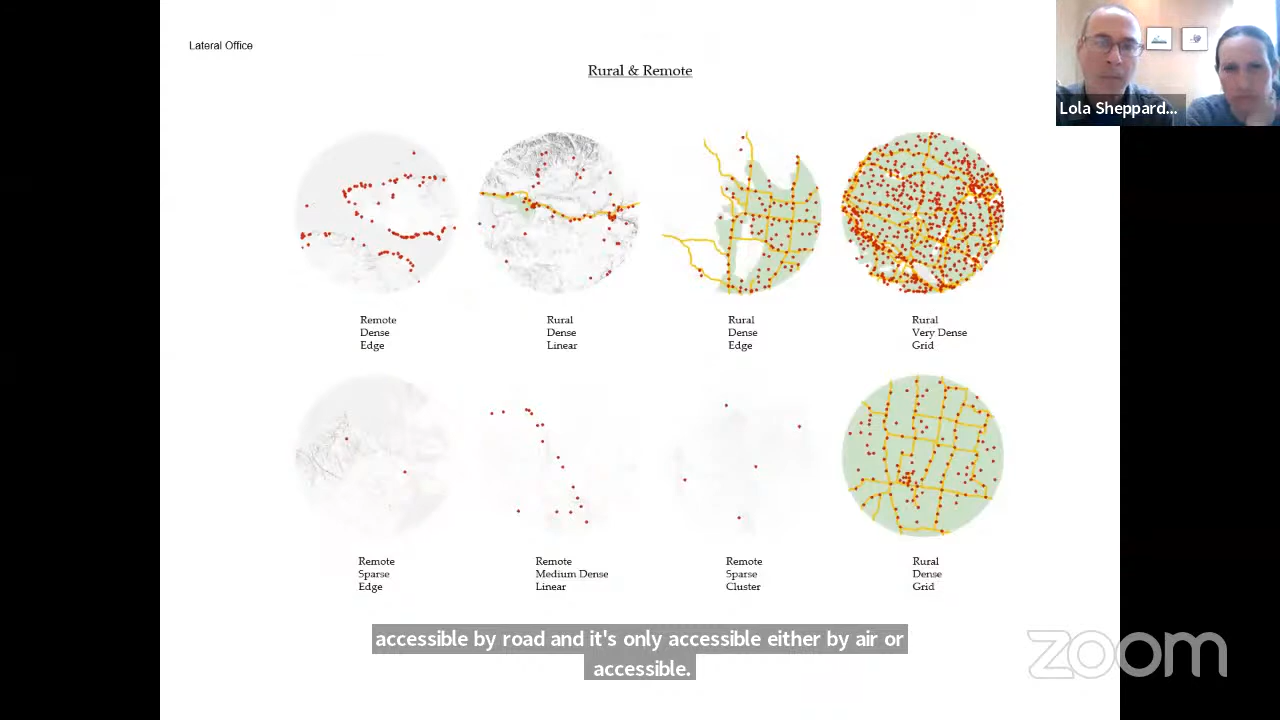 Lateral Office
Rural & Remote
Lola Sheppard...
Remote
Dense
Edge
Rural
Dense
Linear
Rural
Dense
Edge
Rural
Very Dense
Grid
Remote
Sparse
Edge
Remote
Medium Dense
Linear
Remote
Sparse
Cluster
Rural
Dense
Grid
accessible by road and it's only accessible either by air or
accessible.
zoom